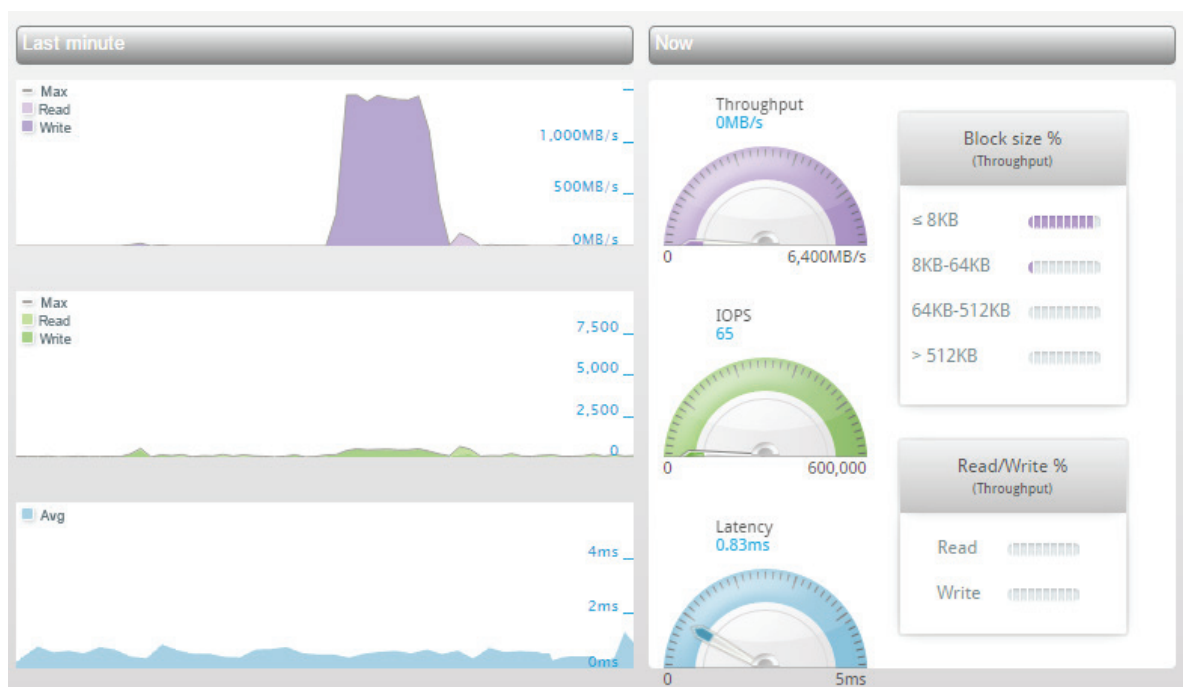 Last minute
Max
Read
Write
1,000MB/s
500MB/s
0MB/s
Max
Read
Write
7,500
5,000
2,500
0
Avg
4ms
2ms
0ms
Now
Throughput
0MB/s
0 6,400MB/s
IOPS
65
0 600,000
Latency
0.83ms
0 5ms
Block size %
(Throughput)
≤ 8KB
8KB-64KB
64KB-512KB
> 512KB
Read/Write %
(Throughput)
Read
Write